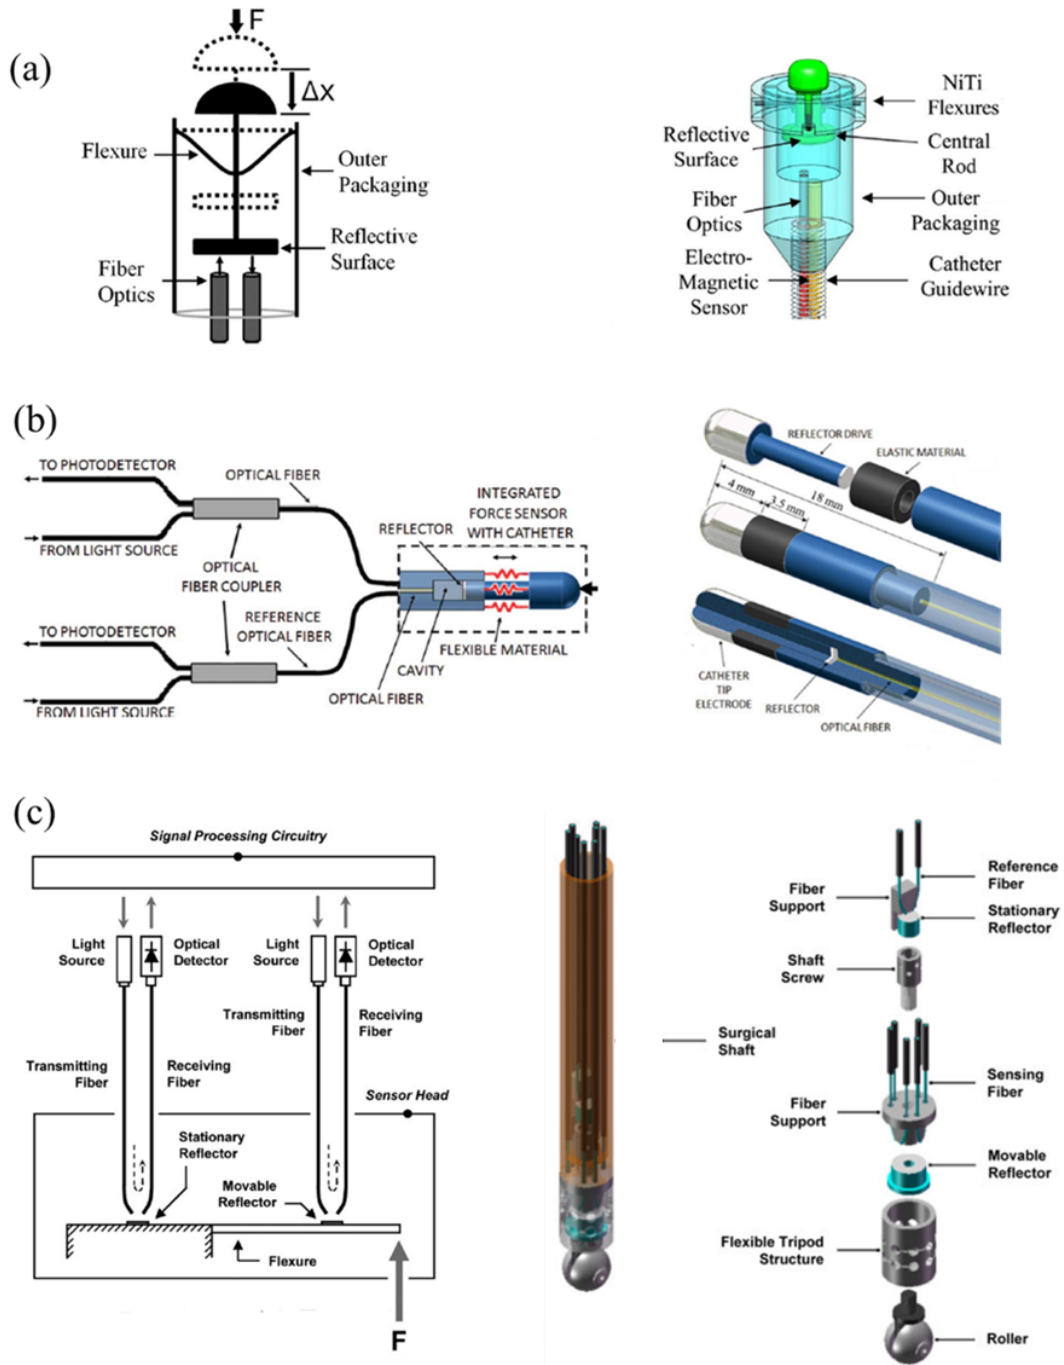 (a)
F
Δx
Flexure
Outer
Packaging
Reflective
Surface
Fiber
Optics
NiTi
Flexures
Reflective
Surface
Central
Rod
Fiber
Optics
Outer
Packaging
Electro-
Magnetic
Sensor
Catheter
Guidewire
(b)
TO PHOTODETECTOR
OPTICAL FIBER
FROM LIGHT SOURCE
OPTICAL
FIBER COUPLER
REFLECTOR
INTEGRATED
FORCE SENSOR
WITH CATHETER
REFERENCE
OPTICAL FIBER
TO PHOTODETECTOR
CAVITY
FLEXIBLE MATERIAL
OPTICAL FIBER
FROM LIGHT SOURCE
REFLECTOR DRIVE
ELASTIC MATERIAL
4 mm
3.5 mm
18 mm
CATHETER
TIP
ELECTRODE
REFLECTOR
OPTICAL FIBER
(c)
Signal Processing Circuitry
Light
Source
Optical
Detector
Light
Source
Optical
Detector
Transmitting
Fiber
Receiving
Fiber
Transmitting
Fiber
Receiving
Fiber
Sensor Head
Stationary
Reflector
Movable
Reflector
Flexure
F
Surgical
Shaft
Fiber
Support
Reference
Fiber
Stationary
Reflector
Shaft
Screw
Sensing
Fiber
Fiber
Support
Movable
Reflector
Flexible Tripod
Structure
Roller